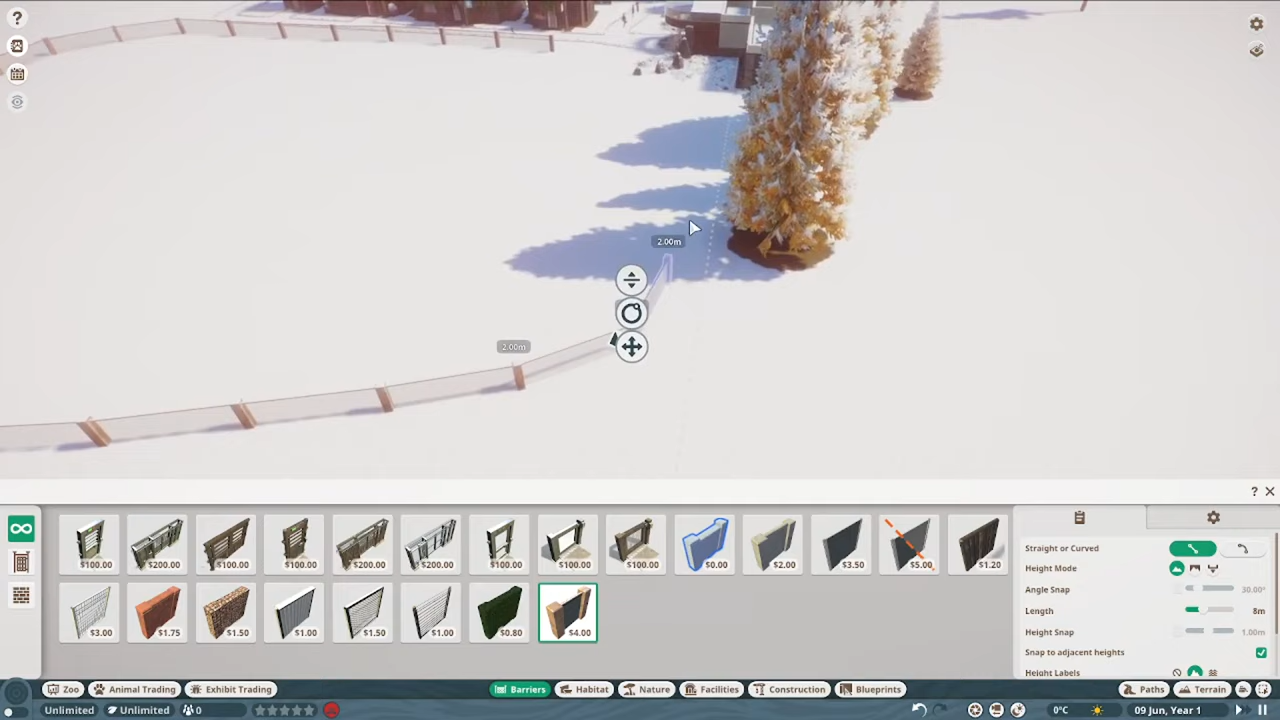 ?
2.00m
2.00m
?
$100.00 $200.00 $100.00 $100.00 $200.00 $200.00 $100.00 $100.00 $100.00 $0.00 $2.00 $3.50 $5.00 $1.20
$3.00 $1.75 $1.50 $1.00 $1.50 $1.00 $0.80 $4.00
Straight or Curved
Height Mode
Angle Snap 30.00°
Length 8m
Height Snap 1.00m
Snap to adjacent heights
Height Labels
Zoo Animal Trading Exhibit Trading Barriers Habitat Nature Facilities Construction Blueprints Paths Terrain
Unlimited Unlimited 0 0°C 09 Jun, Year 1